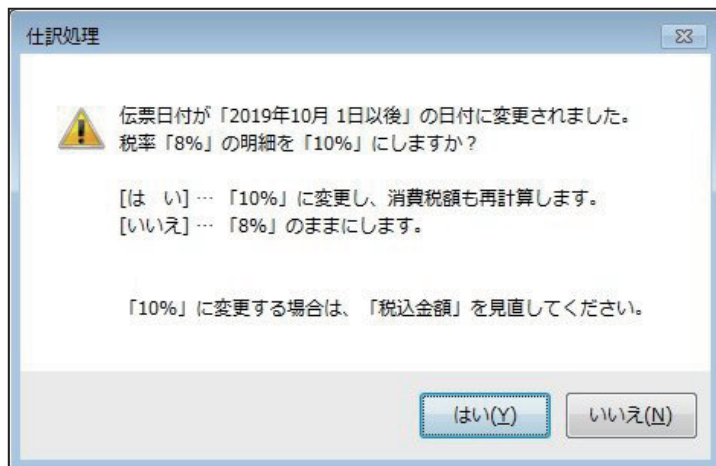 仕訳処理
伝票日付が「2019年10月 1日以後」の日付に変更されました。
税率「8%」の明細を「10%」にしますか？
[は　い] … 「10%」に変更し、消費税額も再計算します。
[いいえ] … 「8%」のままにします。
「10%」に変更する場合は、「税込金額」を見直してください。
はい(Y)　いいえ(N)